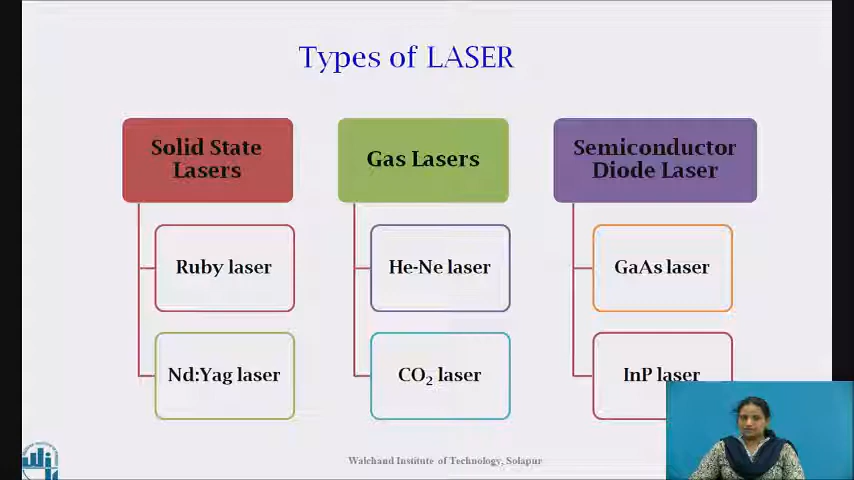 Types of LASER
Solid State
Lasers
Ruby laser
Nd:Yag laser
Gas Lasers
He-Ne laser
CO₂ laser
Semiconductor
Diode Laser
GaAs laser
InP laser
Walchand Institute of Technology, Solapur